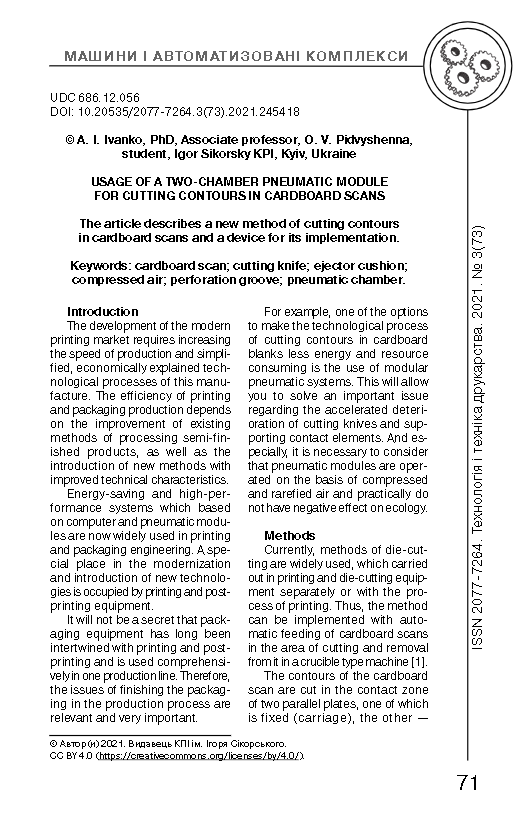 МАШИНИ І АВТОМАТИЗОВАНІ КОМПЛЕКСИ
UDC 686.12.056
DOI: 10.20535/2077-7264.3(73).2021.245418
© A. I. Ivanko, PhD, Associate professor, O. V. Pidvyshenna,
student, Igor Sikorsky KPI, Kyiv, Ukraine
USAGE OF A TWO-CHAMBER PNEUMATIC MODULE
FOR CUTTING CONTOURS IN CARDBOARD SCANS
The article describes a new method of cutting contours
in cardboard scans and a device for its implementation.
Keywords: cardboard scan; cutting knife; ejector cushion;
compressed air; perforation groove; pneumatic chamber.
Introduction
The development of the modern
printing market requires increasing
the speed of production and simpli-
fied, economically explained tech-
nological processes of this manu-
facture. The efficiency of printing
and packaging production depends
on the improvement of existing
methods of processing semi-fin-
ished products, as well as the
introduction of new methods with
improved technical characteristics.
Energy-saving and high-per-
formance systems which based
on computer and pneumatic modu-
les are now widely used in printing
and packaging engineering. A spe-
cial place in the modernization
and introduction of new technolo-
gies is occupied by printing and post-
printing equipment.
It will not be a secret that pack-
aging equipment has long been
intertwined with printing and post-
printing and is used comprehensi-
vely in one production line. Therefore,
the issues of finishing the packag-
ing in the production process are
relevant and very important.
For example, one of the options
to make the technological process
of cutting contours in cardboard
blanks less energy and resource
consuming is the use of modular
pneumatic systems. This will allow
you to solve an important issue
regarding the accelerated deteri-
oration of cutting knives and sup-
porting contact elements. And es-
pecially, it is necessary to consider
that pneumatic modules are oper-
ated on the basis of compressed
and rarefied air and practically do
not have negative effect on ecology.
Methods
Currently, methods of die-cut-
ting are widely used, which carried
out in printing and die-cutting equip-
ment separately or with the pro-
cess of printing. Thus, the method
can be implemented with auto-
matic feeding of cardboard scans
in the area of cutting and removal
from it in a crucible type machine [1].
The contours of the cardboard
scan are cut in the contact zone
of two parallel plates, one of which
is fixed (carriage), the other —
© Автор(и) 2021. Видавець КПІ ім. Ігоря Сікорського.
CC BY 4.0 (https://creativecommons.org/licenses/by/4.0/).
ISSN 2077-7264. Технологія і техніка друкарства. 2021. № 3(73)
71